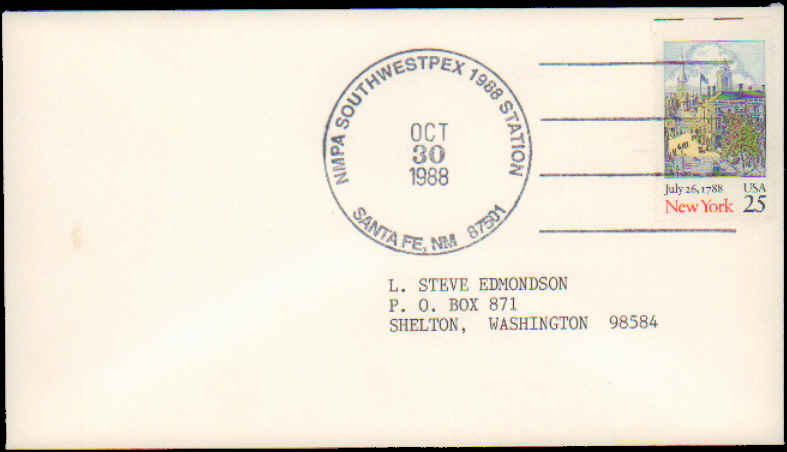 NMPA SOUTHWESTPEX 1988 STATION
OCT
30
1988
SANTA FE, NM 87501
July 26, 1788 USA
New York 25
L. STEVE EDMONDSON
P. O. BOX 871
SHELTON, WASHINGTON 98584